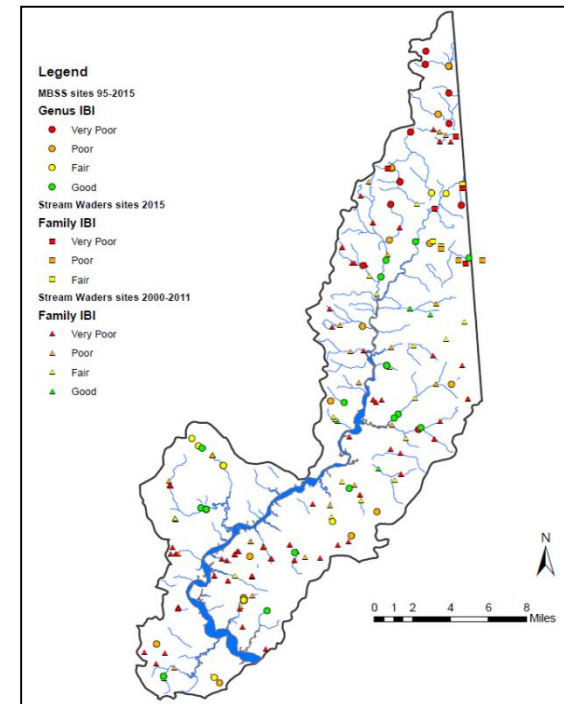 Legend
MBSS sites 95-2015
Genus IBI
Very Poor
Poor
Fair
Good
Stream Waders sites 2015
Family IBI
Very Poor
Poor
Fair
Stream Waders sites 2000-2011
Family IBI
Very Poor
Poor
Fair
Good
N
0 1 2 4 6 8
Miles